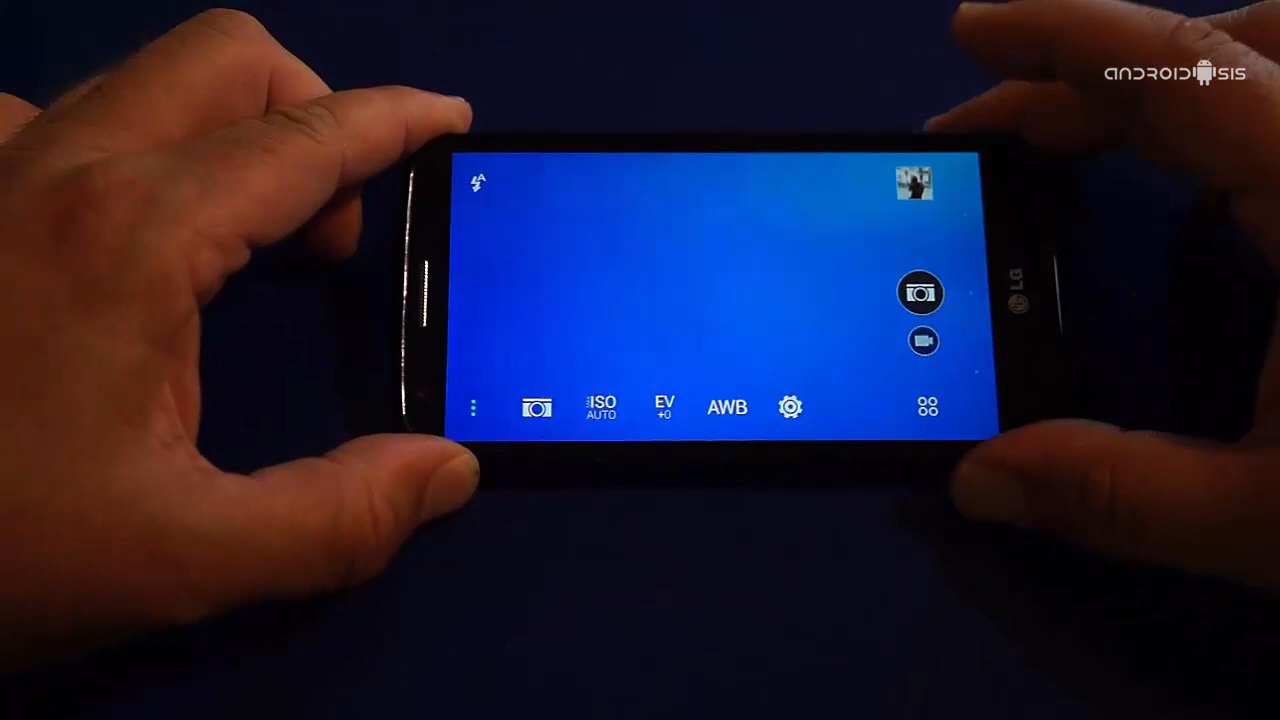 ANDROIDSIS
A
LG
ISO
AUTO
EV
+0
AWB